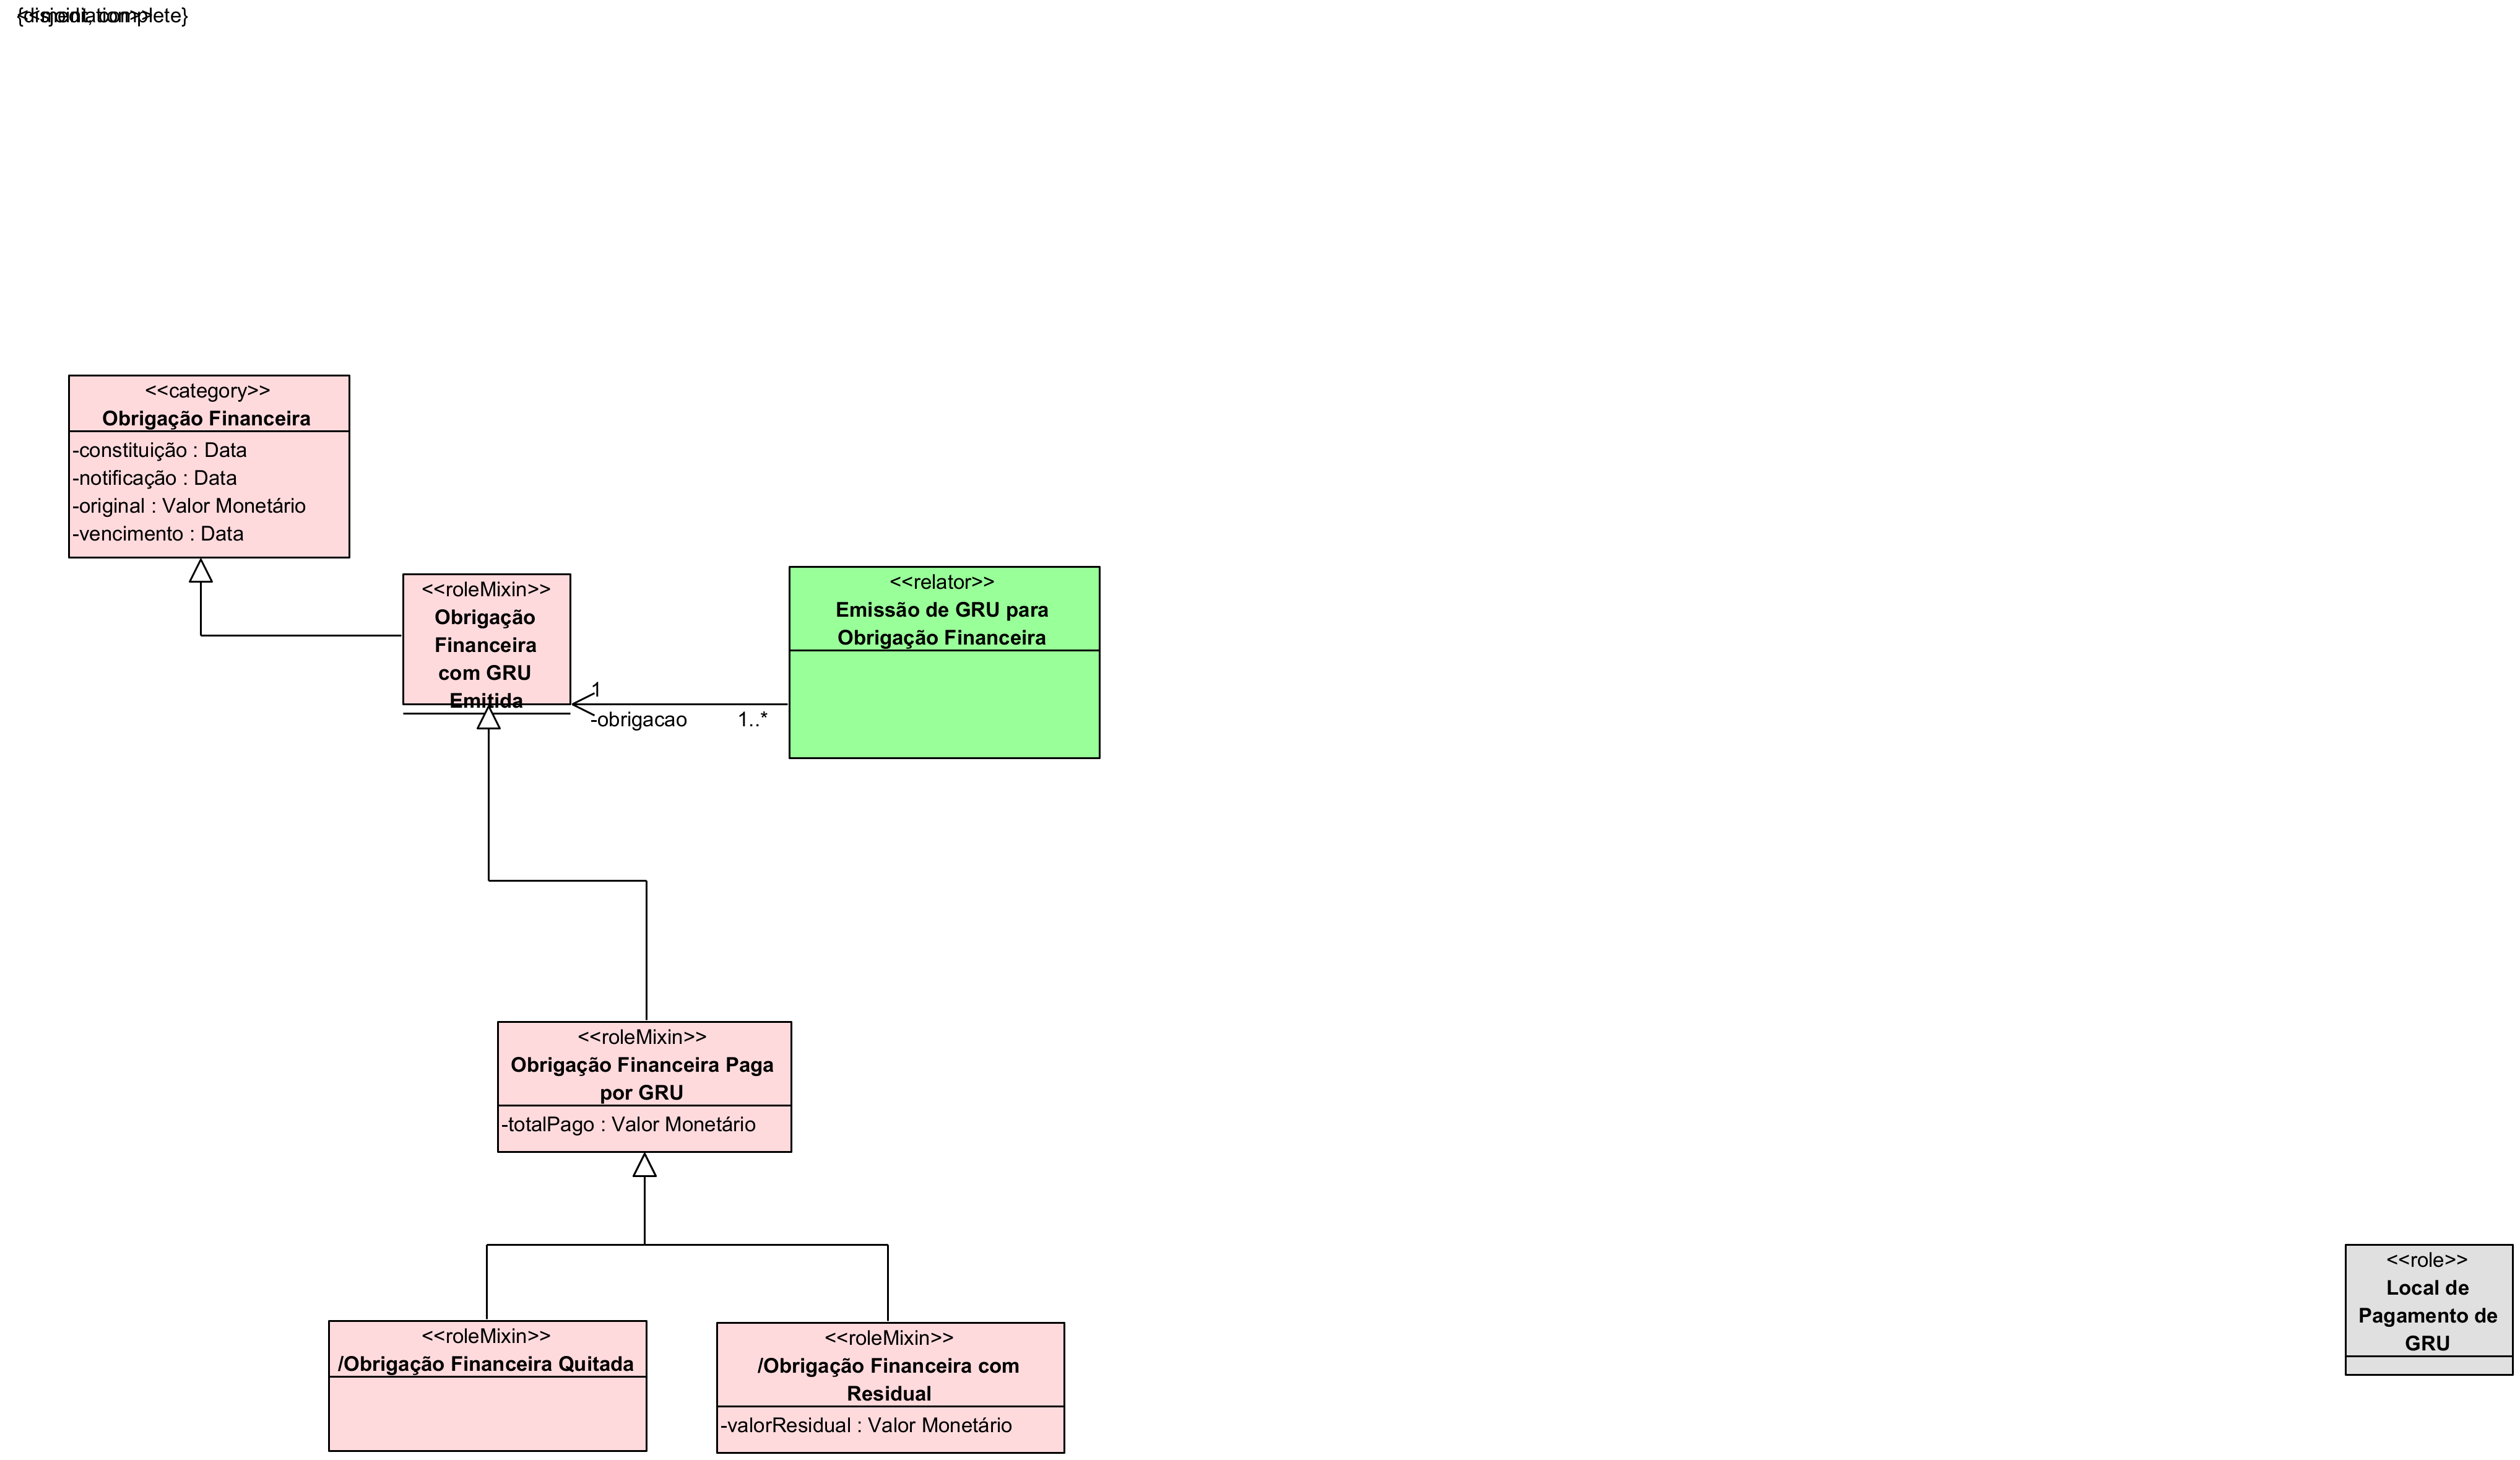 {disjoint, complete}
<<mediation>>
<<category>>
Obrigação Financeira
-constituição : Data
-notificação : Data
-original : Valor Monetário
-vencimento : Data
<<roleMixin>>
Obrigação
Financeira
com GRU
Emitida
<<relator>>
Emissão de GRU para
Obrigação Financeira
1
-obrigacao
1..*
<<roleMixin>>
Obrigação Financeira Paga
por GRU
-totalPago : Valor Monetário
<<roleMixin>>
/Obrigação Financeira Quitada
<<roleMixin>>
/Obrigação Financeira com
Residual
-valorResidual : Valor Monetário
<<role>>
Local de
Pagamento de
GRU